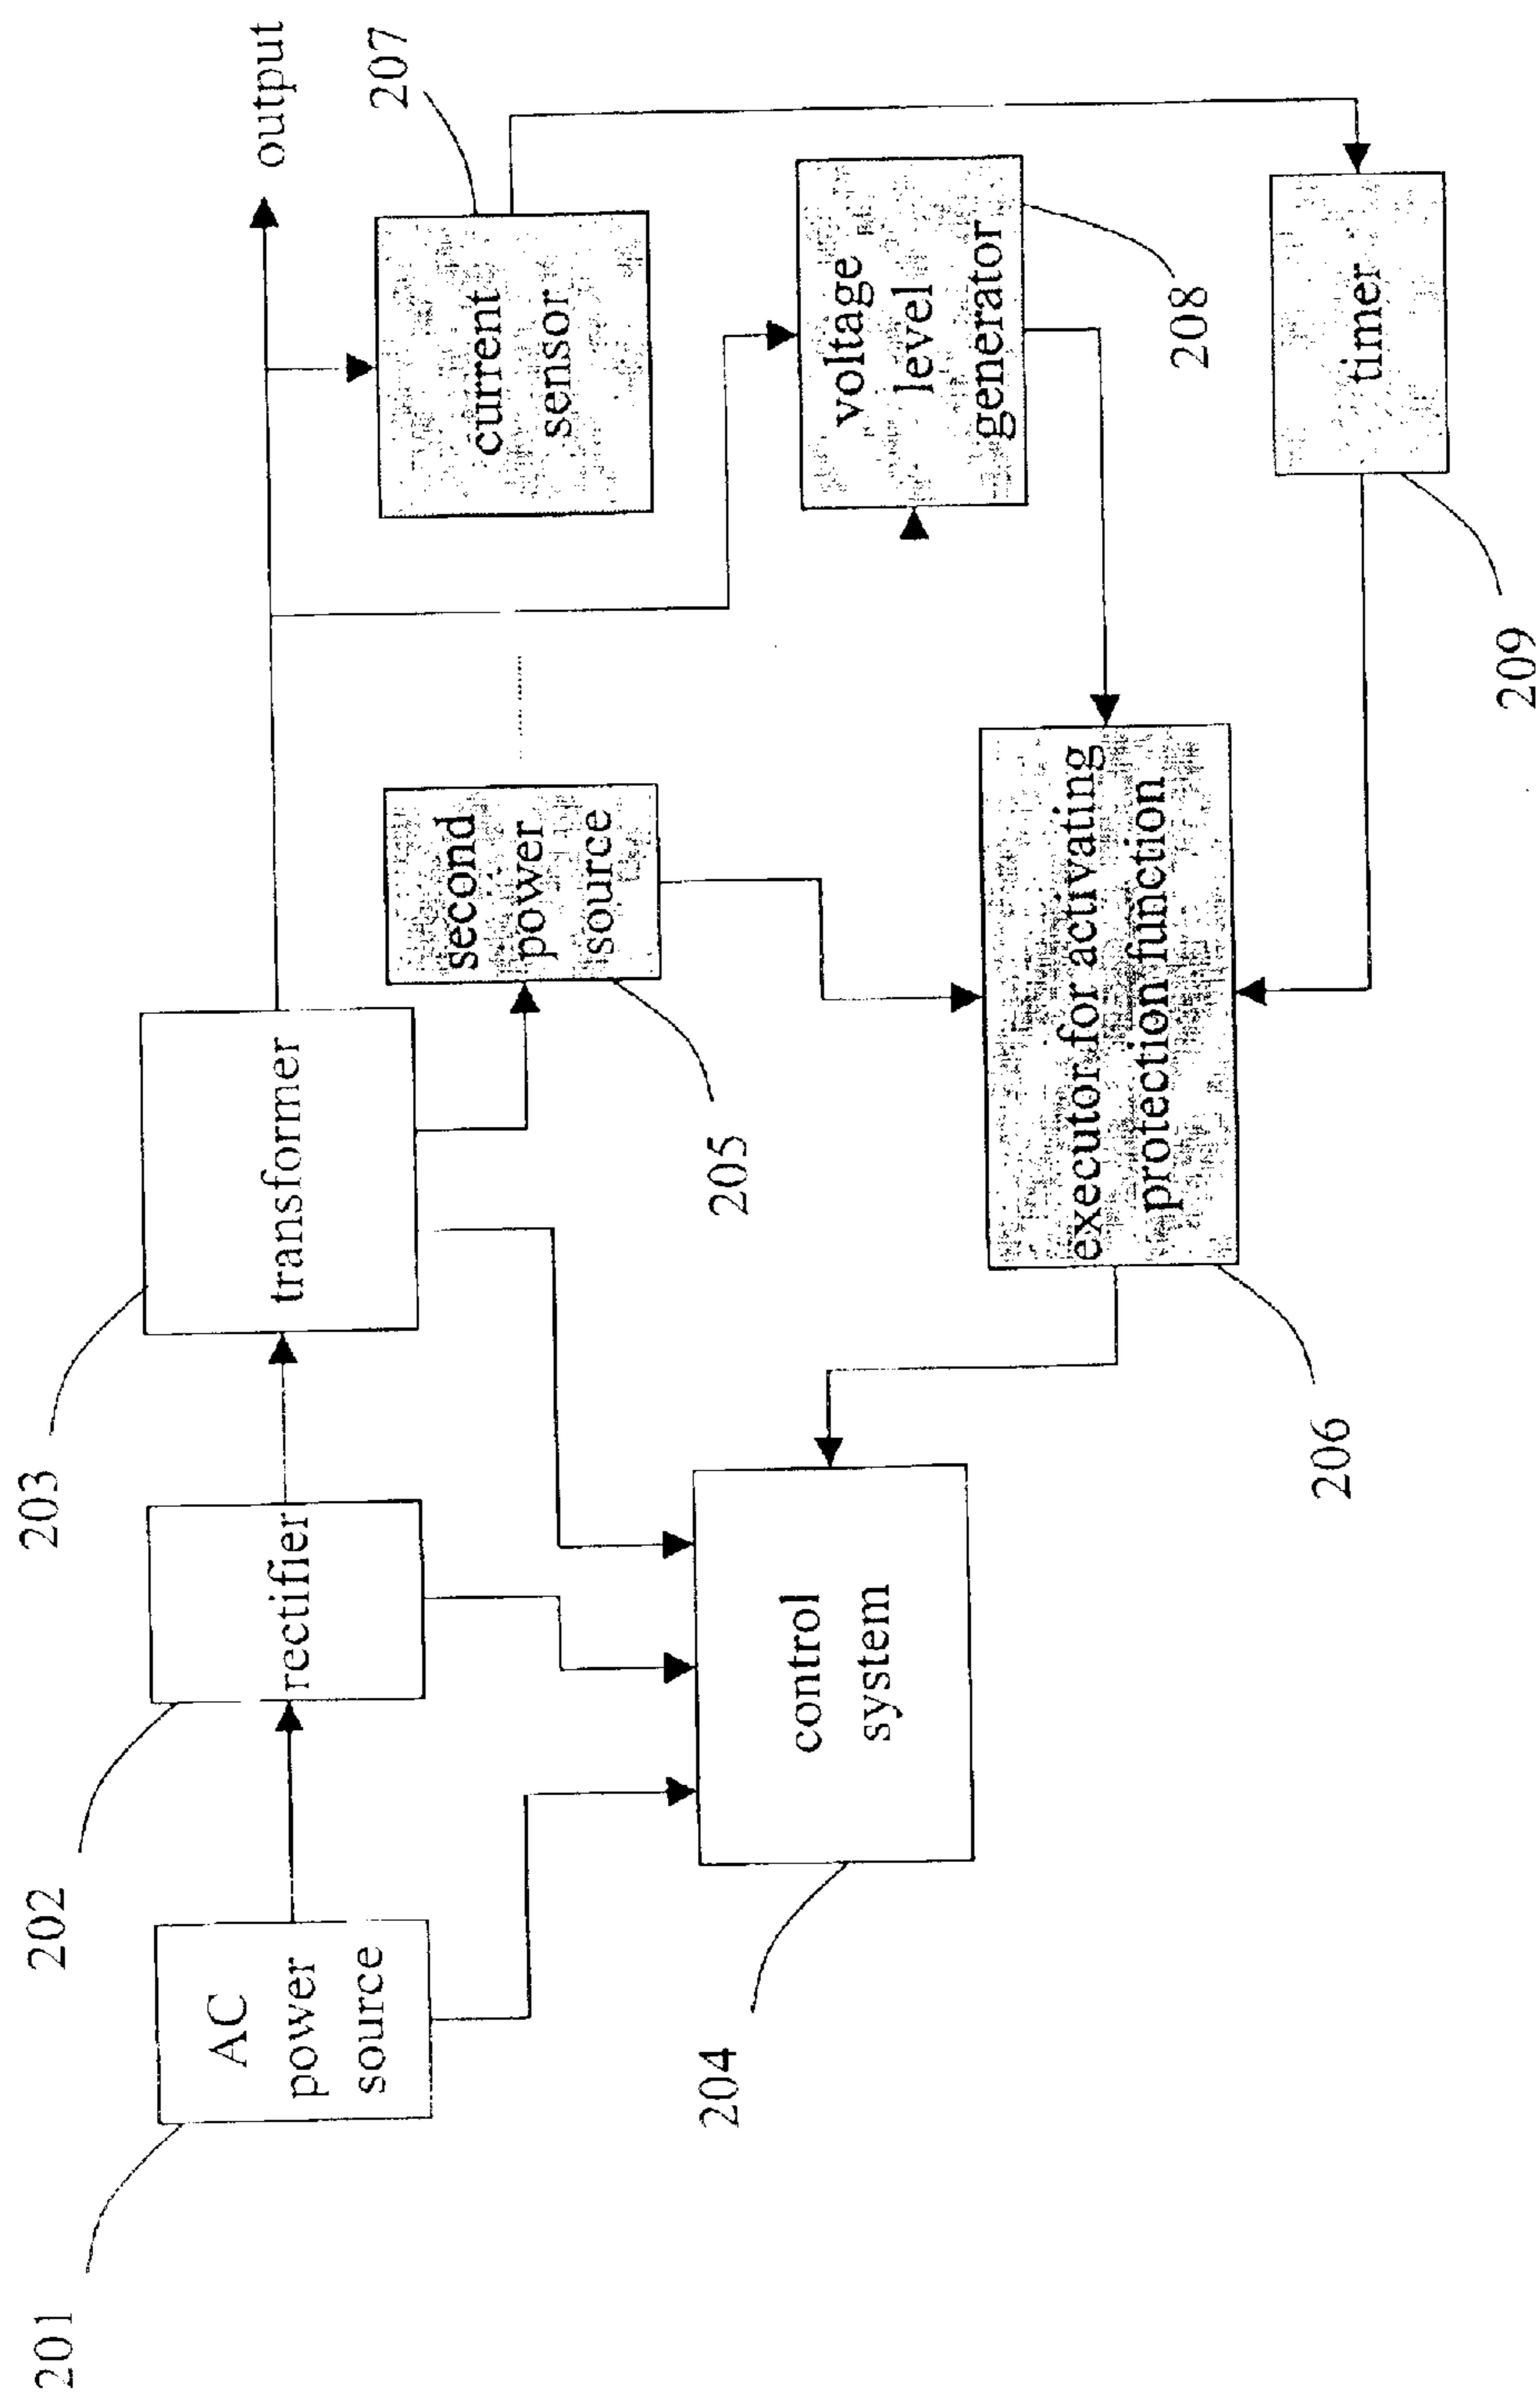 201
AC
power
source
202
rectifier
203
transformer
output
204
control
system
205
second
power
source
206
executor for activating
protection function
207
current
sensor
208
voltage
level
generator
209
timer